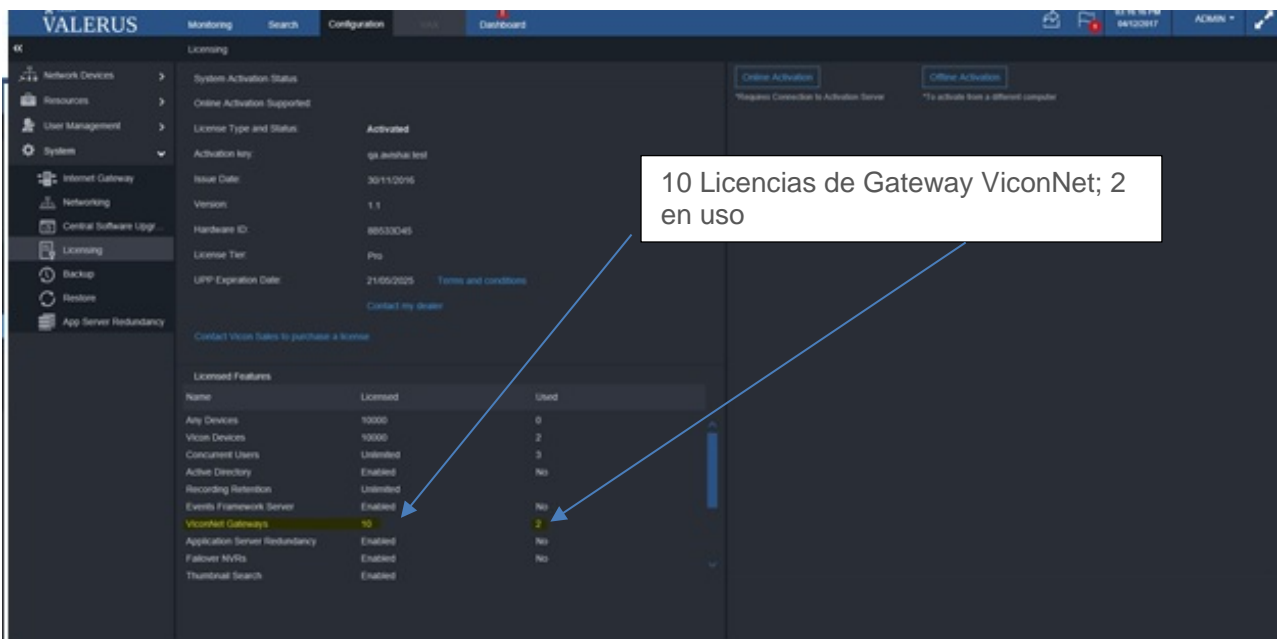 VALERUS
Monitoring Search Configuration Dashboard
04/12/2017 ADMIN
Licensing
Network Devices
Resources
User Management
System
Internet Gateway
Networking
Central Software Upgr...
Licensing
Backup
Restore
App Server Redundancy
System Activation Status
Online Activation Supported
License Type and Status: Activated
Activation key: qa.avishai.test
Issue Date: 30/11/2016
Version: 1.1
Hardware ID: 8B533D45
License Tier: Pro
UPP Expiration Date: 21/05/2025 Terms and conditions
Contact my dealer
Contact Vicon Sales to purchase a license
Online Activation Offline Activation
*Requires Connection to Activation Server *To activate from a different computer
10 Licencias de Gateway ViconNet; 2
en uso
Licensed Features
Name Licensed Used
Any Devices 10000 0
Vicon Devices 10000 2
Concurrent Users Unlimited 3
Active Directory Enabled No
Recording Retention Unlimited
Events Framework Server Enabled No
ViconNet Gateways 10 2
Application Server Redundancy Enabled No
Failover NVRs Enabled No
Thumbnail Search Enabled